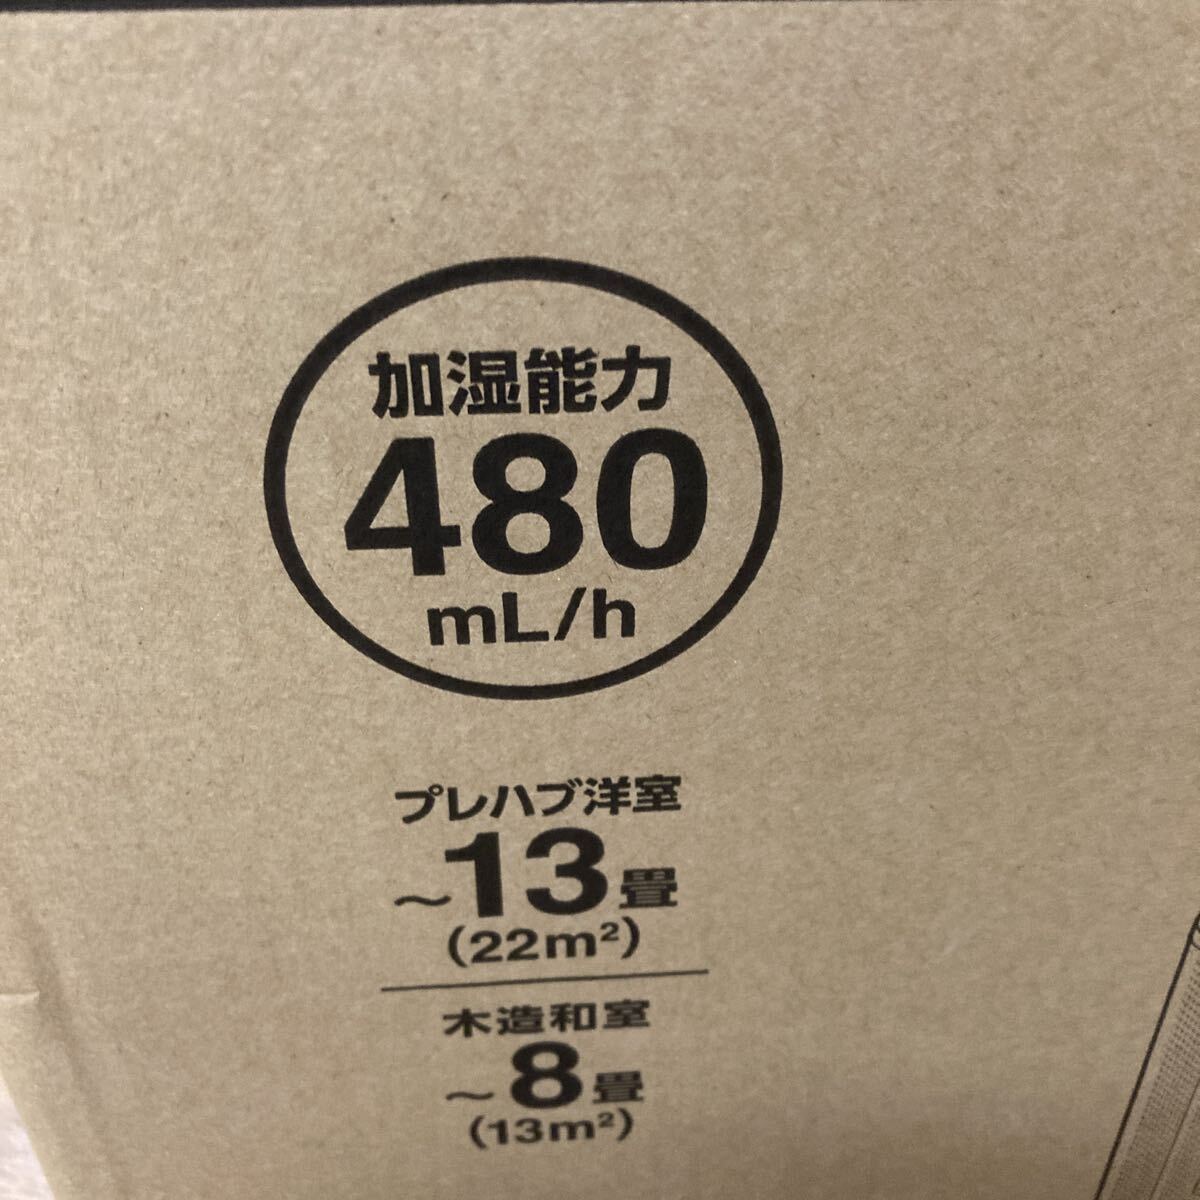 加湿能力
480
mL/h
プレハブ洋室
～13畳
(22m²)
木造和室
～8畳
(13m²)